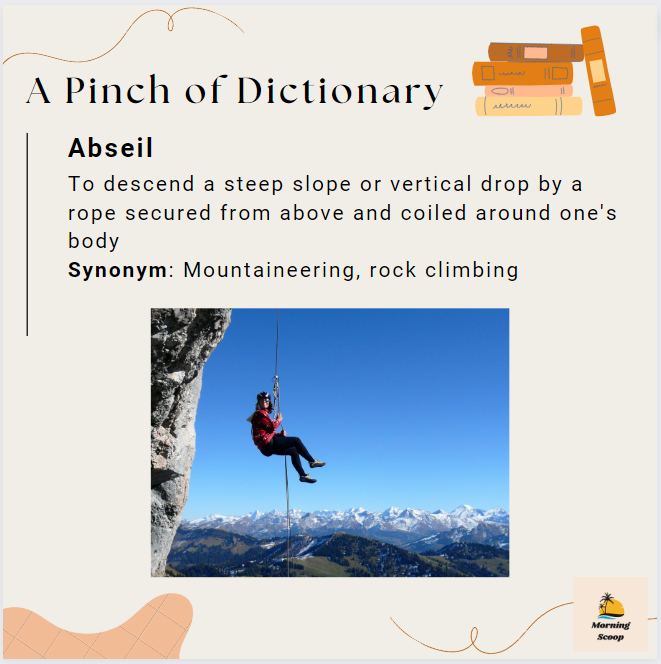 A Pinch of Dictionary
Abseil
To descend a steep slope or vertical drop by a
rope secured from above and coiled around one's
body
Synonym: Mountaineering, rock climbing
Morning
Scoop